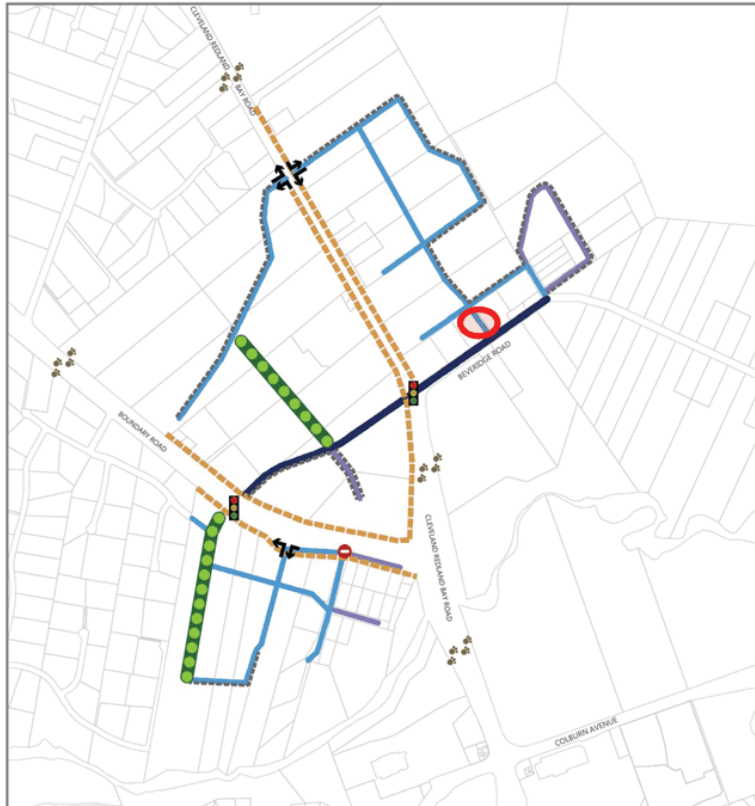 CLEVELAND REDLAND
BAY ROAD
BEVERIDGE ROAD
BOUNDARY ROAD
CLEVELAND REDLAND BAY ROAD
COLBURN AVENUE